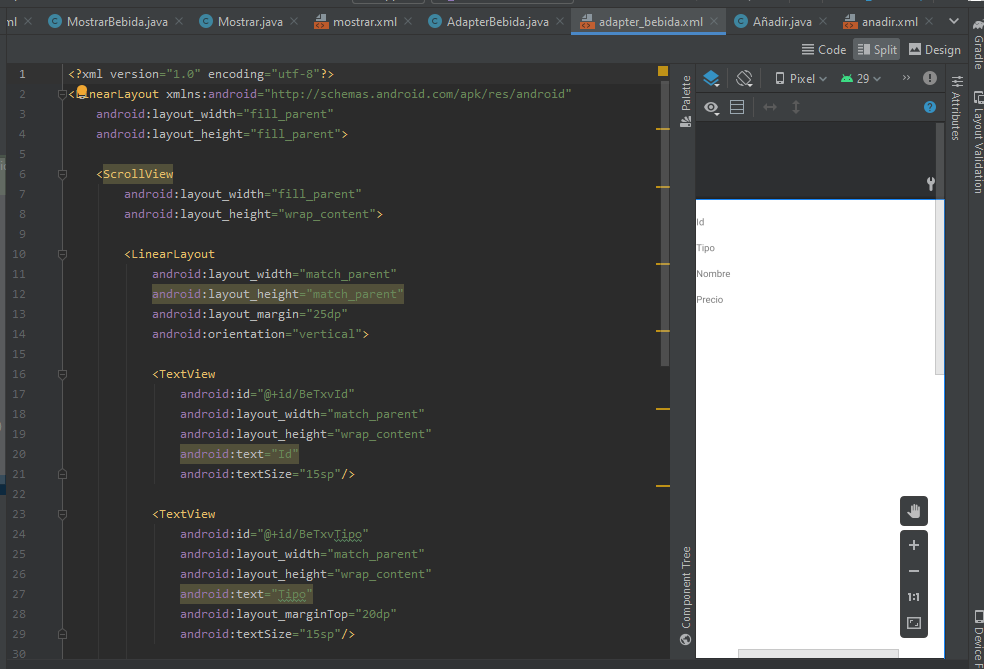 ml MostrarBebida.java Mostrar.java mostrar.xml AdapterBebida.java adapter_bebida.xml Añadir.java anadir.xml
Code Split Design
Pixel 29
1 <?xml version="1.0" encoding="utf-8"?>
2 <LinearLayout xmlns:android="http://schemas.android.com/apk/res/android"
3 android:layout_width="fill_parent"
4 android:layout_height="fill_parent">
5
6 <ScrollView
7 android:layout_width="fill_parent"
8 android:layout_height="wrap_content">
9
10 <LinearLayout
11 android:layout_width="match_parent"
12 android:layout_height="match_parent"
13 android:layout_margin="25dp"
14 android:orientation="vertical">
15
16 <TextView
17 android:id="@+id/BeTxvId"
18 android:layout_width="match_parent"
19 android:layout_height="wrap_content"
20 android:text="Id"
21 android:textSize="15sp"/>
22
23 <TextView
24 android:id="@+id/BeTxvTipo"
25 android:layout_width="match_parent"
26 android:layout_height="wrap_content"
27 android:text="Tipo"
28 android:layout_marginTop="20dp"
29 android:textSize="15sp"/>
30
Palette
Component Tree
Id
Tipo
Nombre
Precio
1:1
Attributes
Gradle
Layout Validation
Device F